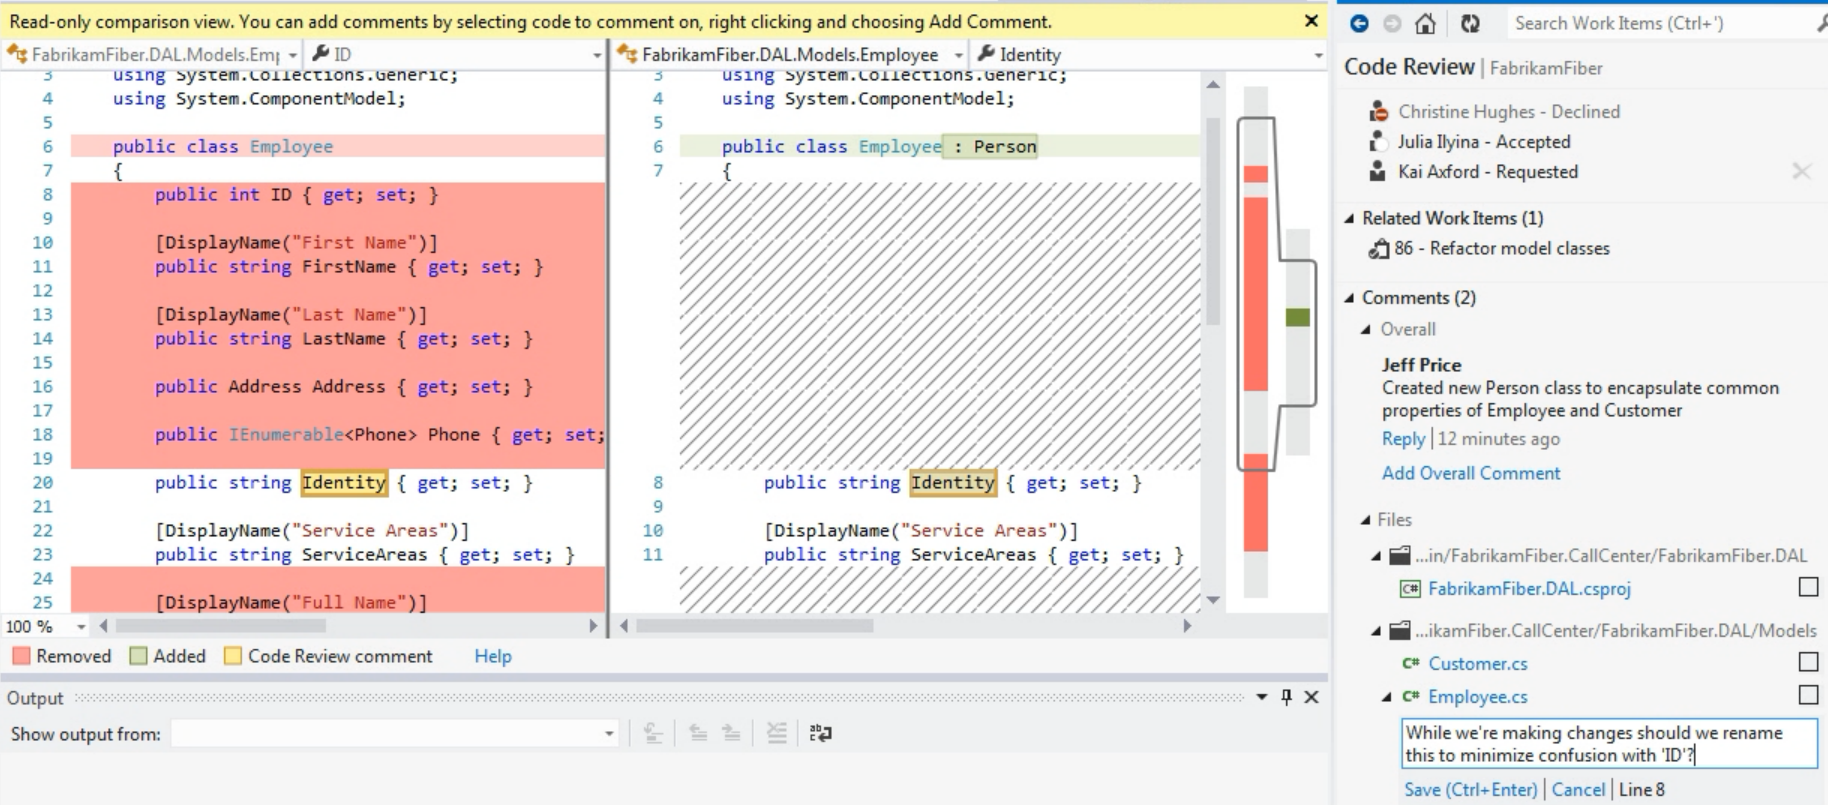 Read-only comparison view. You can add comments by selecting code to comment on, right clicking and choosing Add Comment.
FabrikamFiber.DAL.Models.Em
ID
3 using System.Collections.Generic;
4 using System.ComponentModel;
5
6 public class Employee
7 {
8 public int ID { get; set; }
9
10 [DisplayName("First Name")]
11 public string FirstName { get; set; }
12
13 [DisplayName("Last Name")]
14 public string LastName { get; set; }
15
16 public Address Address { get; set; }
17
18 public IEnumerable<Phone> Phone { get; set;
19
20 public string Identity { get; set; }
21
22 [DisplayName("Service Areas")]
23 public string ServiceAreas { get; set; }
24
25 [DisplayName("Full Name")]
100 %
FabrikamFiber.DAL.Models.Employee
Identity
3 using System.Collections.Generic;
4 using System.ComponentModel;
5
6 public class Employee : Person
7 {
8 public string Identity { get; set; }
9
10 [DisplayName("Service Areas")]
11 public string ServiceAreas { get; set; }
Removed Added Code Review comment Help
Output
Show output from:
Search Work Items (Ctrl+')
Code Review | FabrikamFiber
Christine Hughes - Declined
Julia Ilyina - Accepted
Kai Axford - Requested
Related Work Items (1)
86 - Refactor model classes
Comments (2)
Overall
Jeff Price
Created new Person class to encapsulate common
properties of Employee and Customer
Reply | 12 minutes ago
Add Overall Comment
Files
...in/FabrikamFiber.CallCenter/FabrikamFiber.DAL
C# FabrikamFiber.DAL.csproj
...ikamFiber.CallCenter/FabrikamFiber.DAL/Models
C# Customer.cs
C# Employee.cs
While we're making changes should we rename
this to minimize confusion with 'ID'?
Save (Ctrl+Enter) | Cancel | Line 8